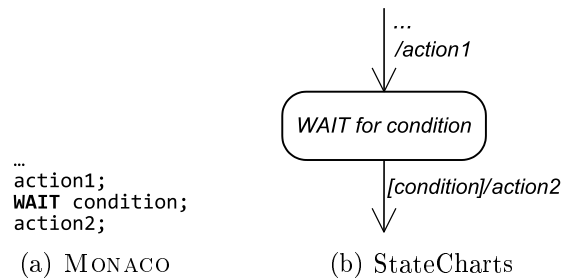 …
action1;
WAIT condition;
action2;
(a) MONACO
...
/action1
WAIT for condition
[condition]/action2
(b) StateCharts